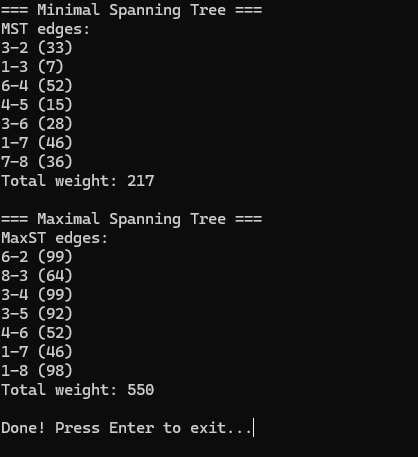 === Minimal Spanning Tree ===
MST edges:
3-2 (33)
1-3 (7)
6-4 (52)
4-5 (15)
3-6 (28)
1-7 (46)
7-8 (36)
Total weight: 217

=== Maximal Spanning Tree ===
MaxST edges:
6-2 (99)
8-3 (64)
3-4 (99)
3-5 (92)
4-6 (52)
1-7 (46)
1-8 (98)
Total weight: 550

Done! Press Enter to exit...